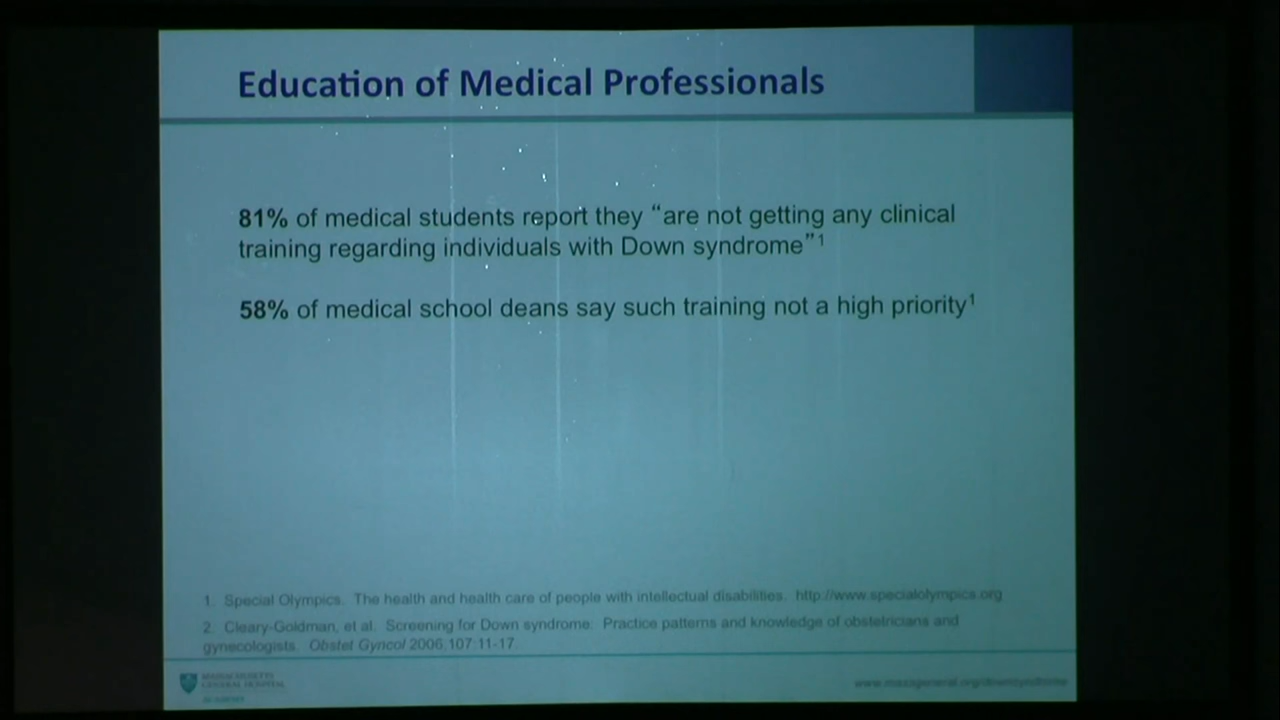 Education of Medical Professionals
81% of medical students report they “are not getting any clinical
training regarding individuals with Down syndrome”1
58% of medical school deans say such training not a high priority1
1. Special Olympics. The health and health care of people with intellectual disabilities. http://www.specialolympics.org
2. Cleary-Goldman, et al. Screening for Down syndrome: Practice patterns and knowledge of obstetricians and
gynecologists. Obstet Gyncol 2006;107:11-17.
MASSACHUSETTS
GENERAL HOSPITAL
www.massgeneral.org/downsyndrome